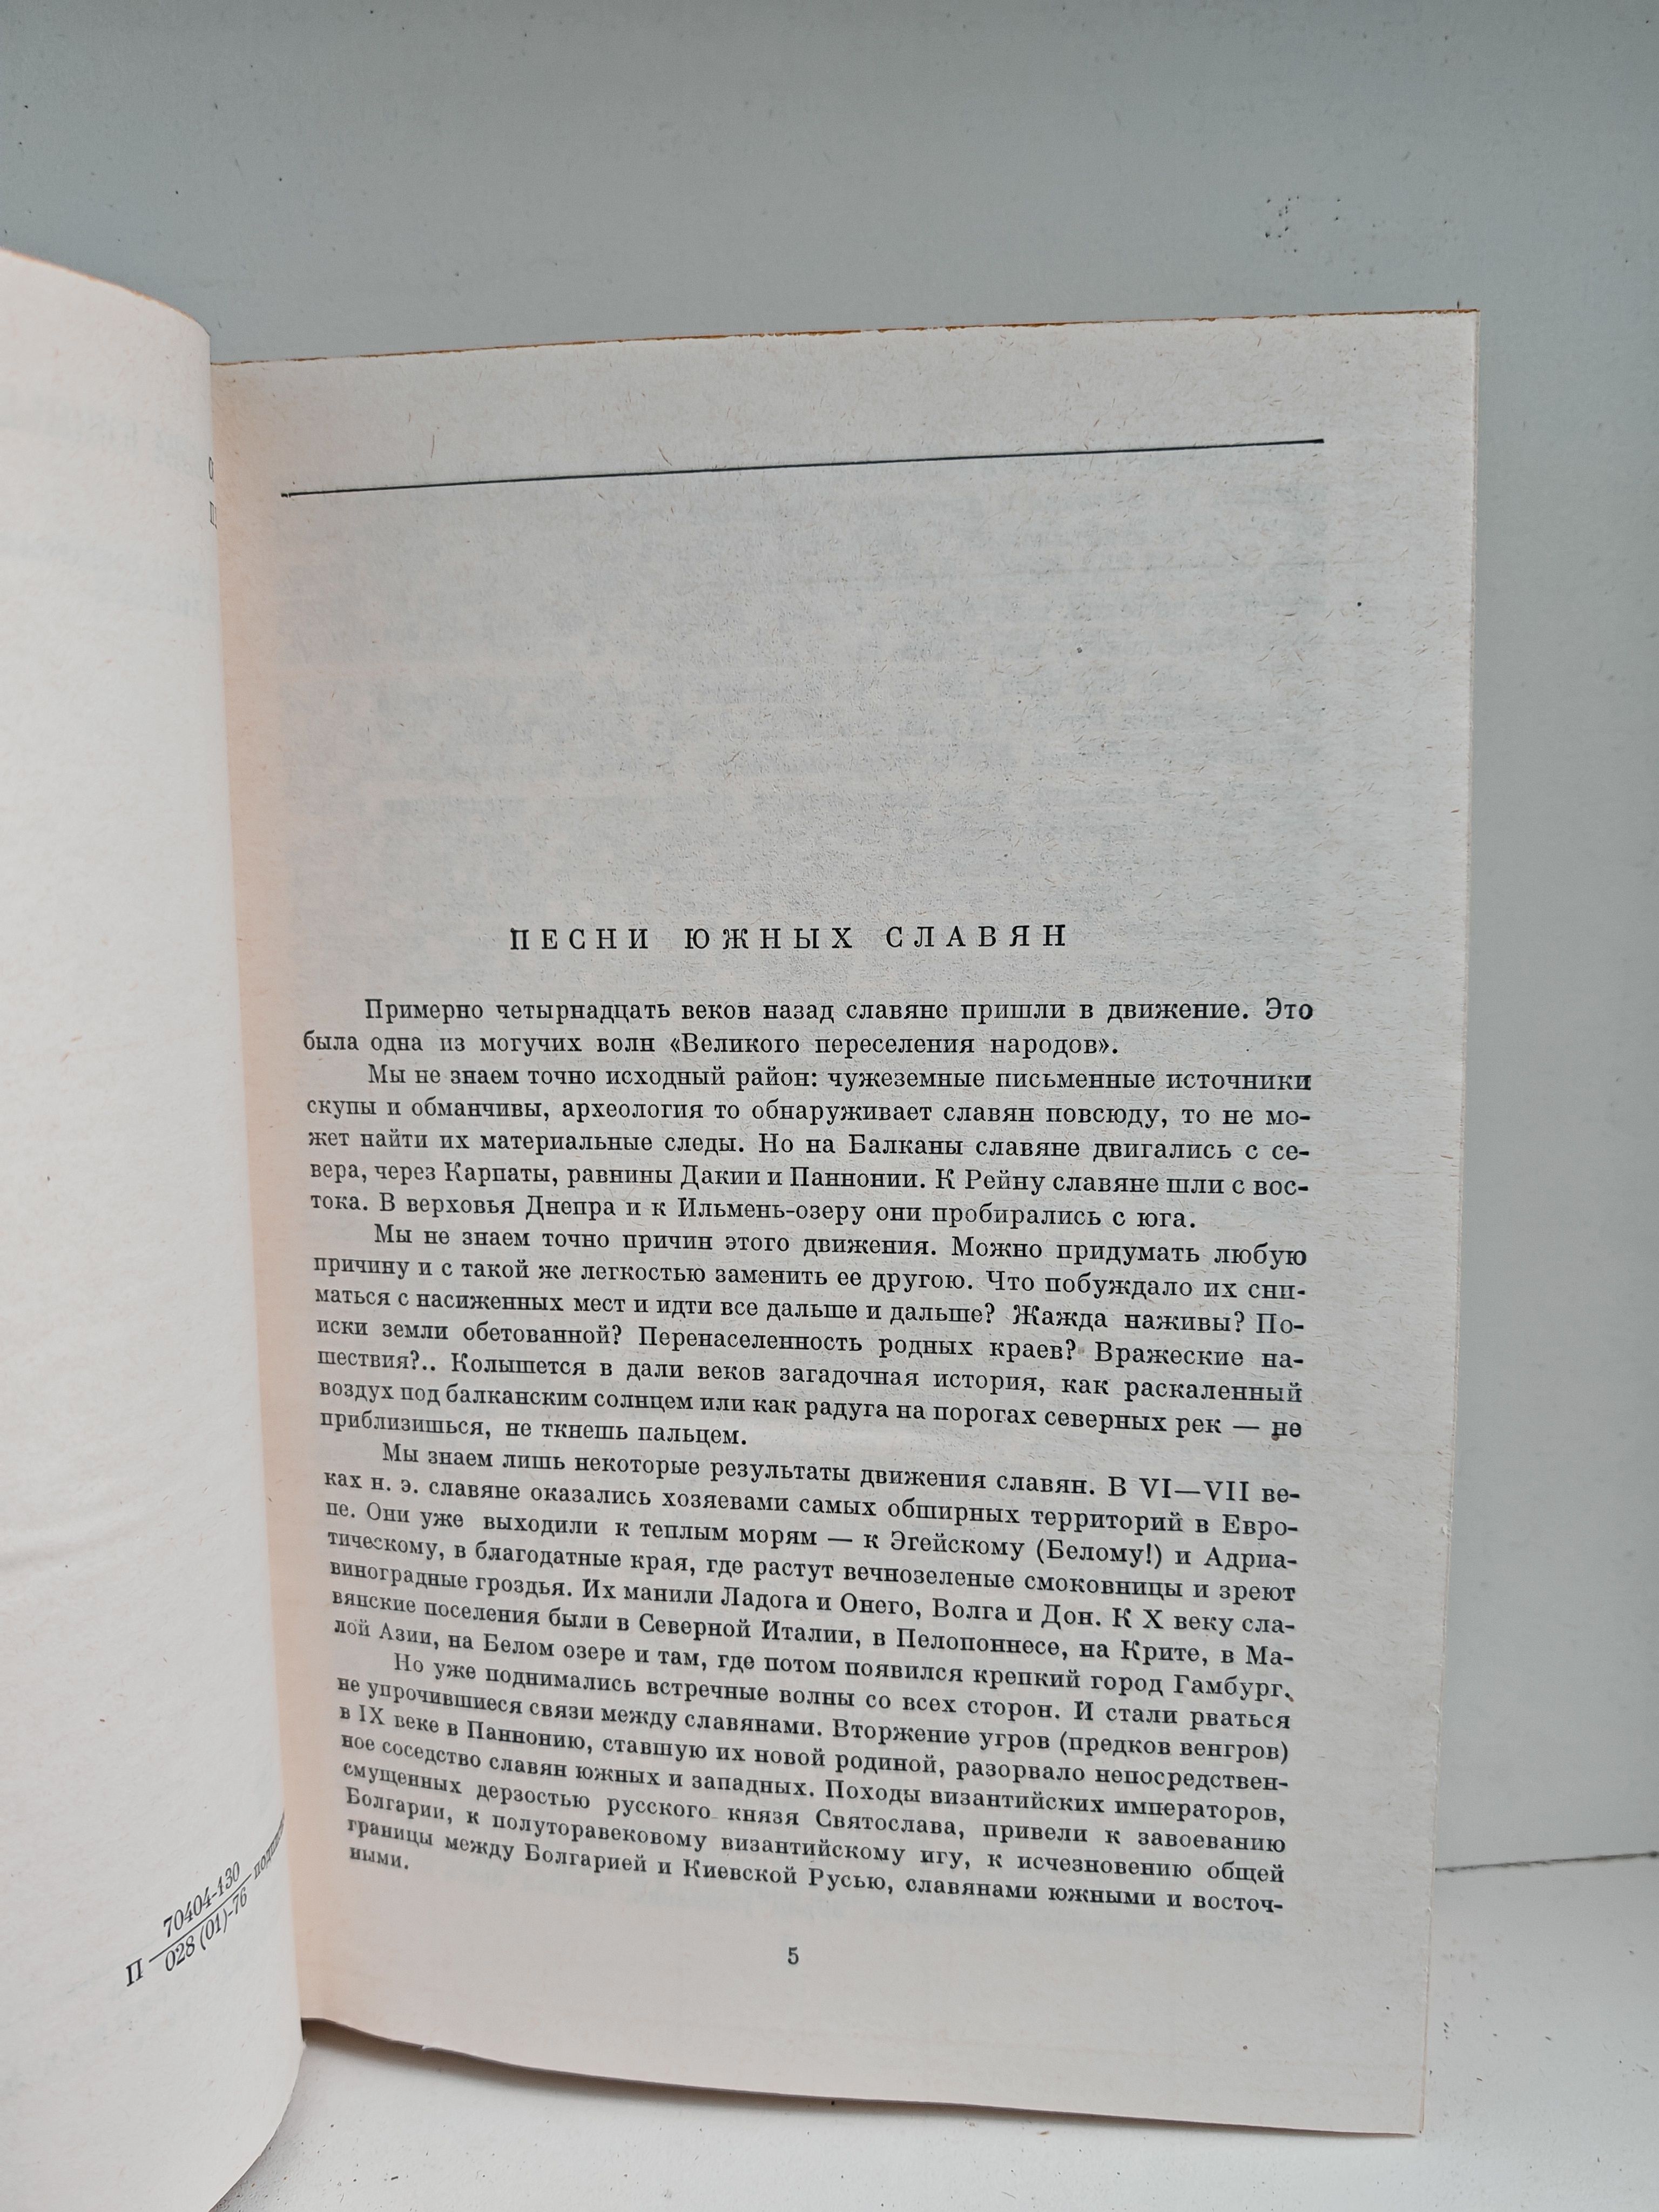 П 70404-130
028 (01)-76
ПЕСНИ ЮЖНЫХ СЛАВЯН
Примерно четырнадцать веков назад славяне пришли в движение. Это
была одна из могучих волн «Великого переселения народов».
Мы не знаем точно исходный район: чужеземные письменные источники
скупы и обманчивы, археология то обнаруживает славян повсюду, то не мо-
жет найти их материальные следы. Но на Балканы славяне двигались с се-
вера, через Карпаты, равнины Дакии и Паннонии. К Рейну славяне шли с вос-
тока. В верховья Днепра и к Ильмень-озеру они пробирались с юга.
Мы не знаем точно причин этого движения. Можно придумать любую
причину и с такой же легкостью заменить ее другою. Что побуждало их сни-
маться с насиженных мест и идти все дальше и дальше? Жажда наживы? По-
иски земли обетованной? Перенаселенность родных краев? Вражеские на-
шествия?.. Колышется в дали веков загадочная история, как раскаленный
воздух под балканским солнцем или как радуга на порогах северных рек — не
приблизишься, не ткнешь пальцем.
Мы знаем лишь некоторые результаты движения славян. В VI—VII ве-
ках н. э. славяне оказались хозяевами самых обширных территорий в Евро-
пе. Они уже выходили к теплым морям — к Эгейскому (Белому!) и Адриа-
тическому, в благодатные края, где растут вечнозеленые смоковницы и зреют
виноградные гроздья. Их манили Ладога и Онего, Волга и Дон. К X веку сла-
вянские поселения были в Северной Италии, в Пелопоннесе, на Крите, в Ма-
лой Азии, на Белом озере и там, где потом появился крепкий город Гамбург.
Но уже поднимались встречные волны со всех сторон. И стали рваться
не упрочившиеся связи между славянами. Вторжение угров (предков венгров)
в IX веке в Паннонию, ставшую их новой родиной, разорвало непосредствен-
ное соседство славян южных и западных. Походы византийских императоров,
смущенных дерзостью русского князя Святослава, привели к завоеванию
Болгарии, к полуторавековому византийскому игу, к исчезновению общей
границы между Болгарией и Киевской Русью, славянами южными и восточ-
ными.
5